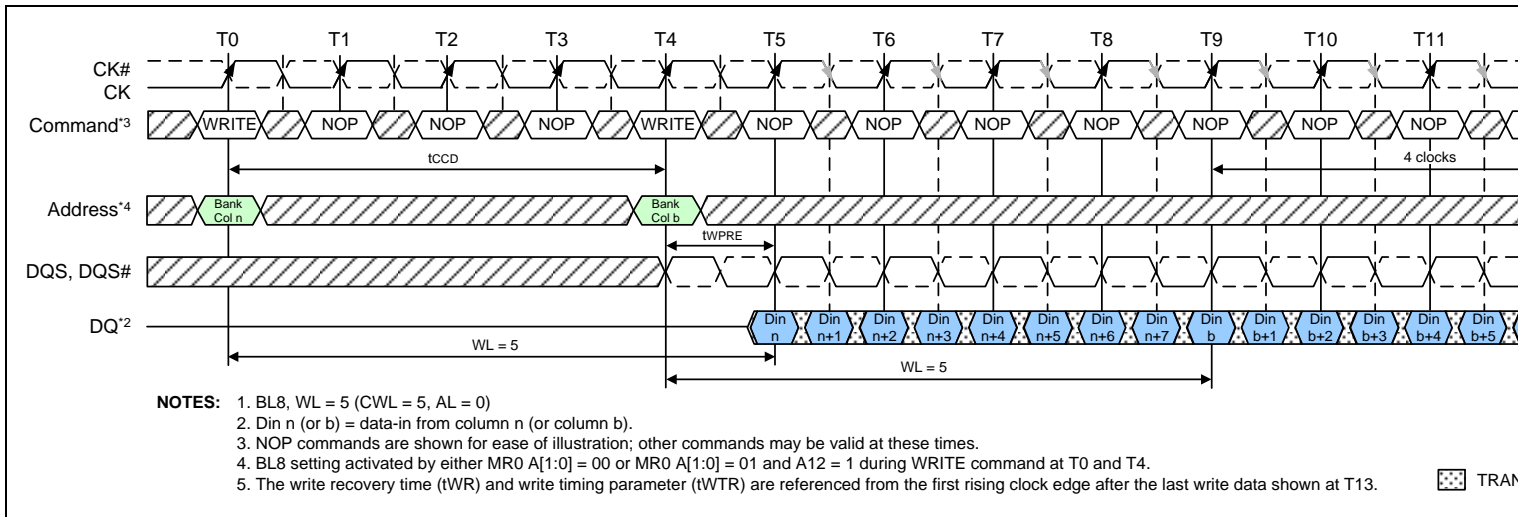 T0 T1 T2 T3 T4 T5 T6 T7 T8 T9 T10 T11
CK#
CK
Command*3 WRITE NOP NOP NOP WRITE NOP NOP NOP NOP NOP NOP NOP
tCCD 4 clocks
Address*4 Bank Col n Bank Col b
tWPRE
DQS, DQS#
DQ*2 Din n Din n+1 Din n+2 Din n+3 Din n+4 Din n+5 Din n+6 Din n+7 Din b Din b+1 Din b+2 Din b+3 Din b+4 Din b+5
WL = 5
WL = 5
NOTES: 1. BL8, WL = 5 (CWL = 5, AL = 0)
2. Din n (or b) = data-in from column n (or column b).
3. NOP commands are shown for ease of illustration; other commands may be valid at these times.
4. BL8 setting activated by either MR0 A[1:0] = 00 or MR0 A[1:0] = 01 and A12 = 1 during WRITE command at T0 and T4.
5. The write recovery time (tWR) and write timing parameter (tWTR) are referenced from the first rising clock edge after the last write data shown at T13.
TRAN